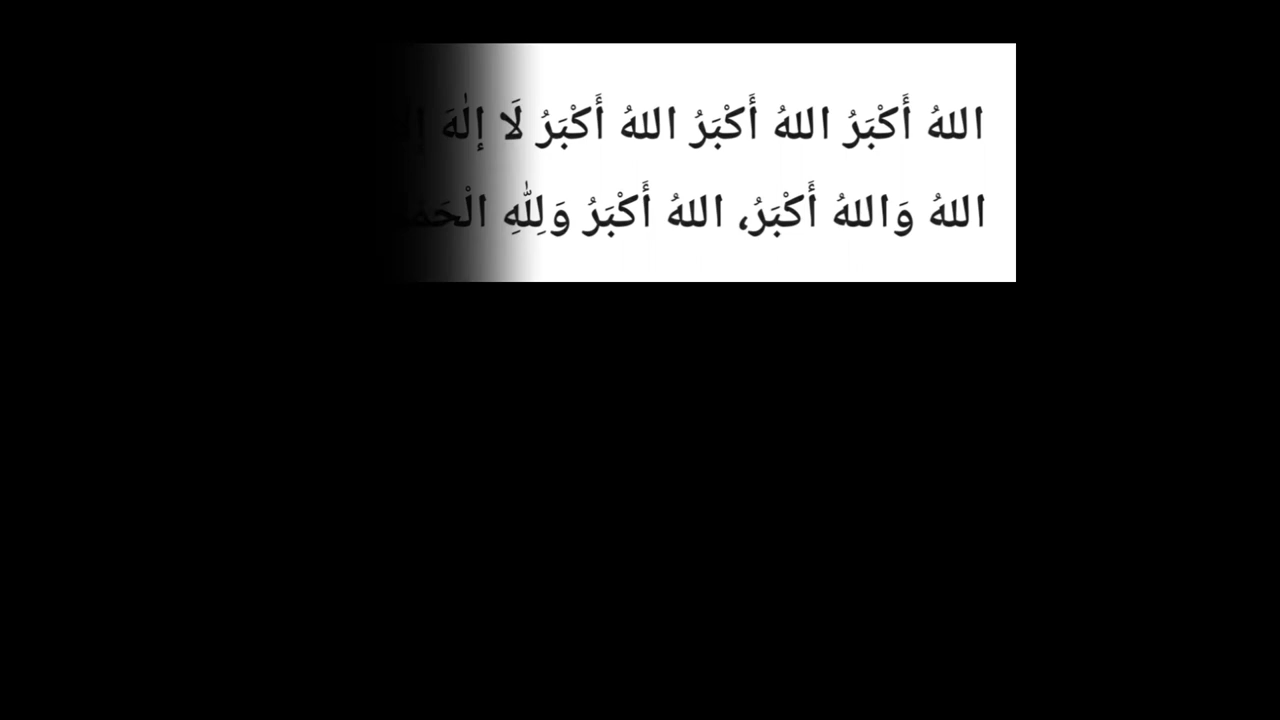 اللهُ أَكْبَرُ اللهُ أَكْبَرُ اللهُ أَكْبَرُ لَا إِلٰهَ
اللهُ وَاللهُ أَكْبَرُ، اللهُ أَكْبَرُ وَلِلّٰهِ